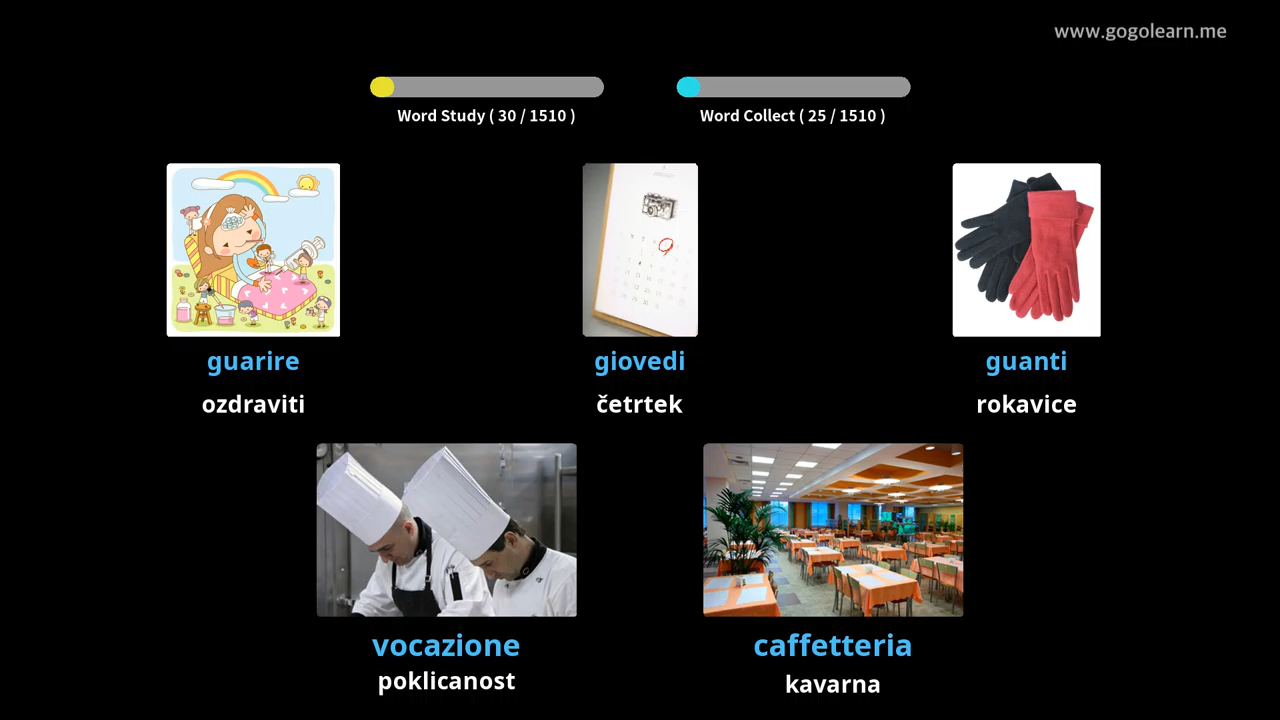 www.gogolearn.me
Word Study ( 30 / 1510 )
Word Collect ( 25 / 1510 )
guarire
giovedi
guanti
ozdraviti
četrtek
rokavice
vocazione
caffetteria
poklicanost
kavarna